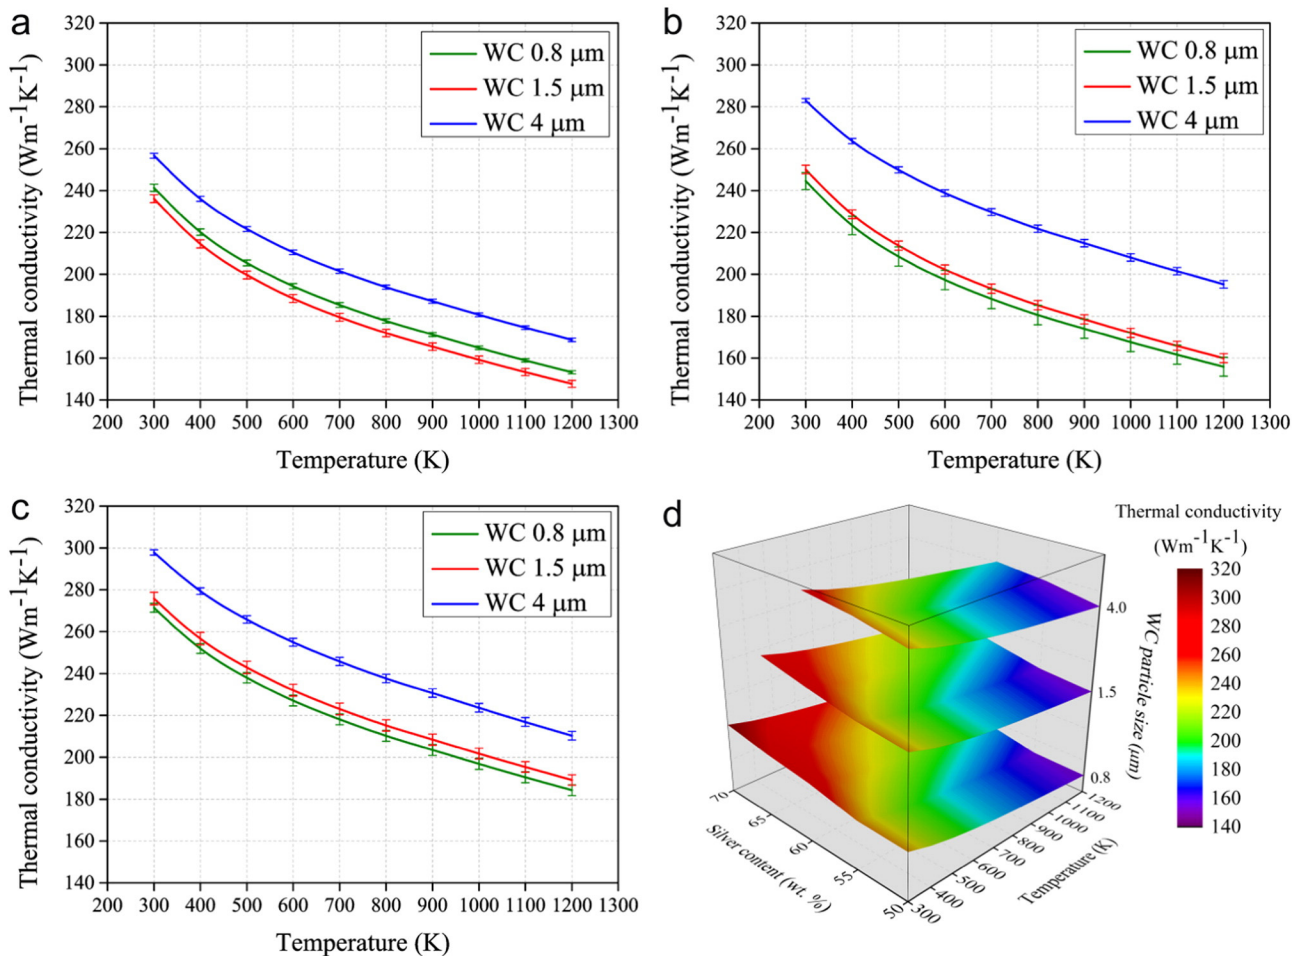 a
320
300
280
260
240
220
200
180
160
140
Thermal conductivity (Wm⁻¹K⁻¹)
WC 0.8 μm
WC 1.5 μm
WC 4 μm
200 300 400 500 600 700 800 900 1000 1100 1200 1300
Temperature (K)
b
320
300
280
260
240
220
200
180
160
140
Thermal conductivity (Wm⁻¹K⁻¹)
WC 0.8 μm
WC 1.5 μm
WC 4 μm
200 300 400 500 600 700 800 900 1000 1100 1200 1300
Temperature (K)
c
320
300
280
260
240
220
200
180
160
140
Thermal conductivity (Wm⁻¹K⁻¹)
WC 0.8 μm
WC 1.5 μm
WC 4 μm
200 300 400 500 600 700 800 900 1000 1100 1200 1300
Temperature (K)
d
Thermal conductivity
(Wm⁻¹K⁻¹)
320
300
280
260
240
220
200
180
160
140
4.0
1.5
0.8
WC particle size (μm)
70
65
60
55
50
Silver content (wt. %)
300
400
500
600
700
800
900
1000
1100
1200
Temperature (K)